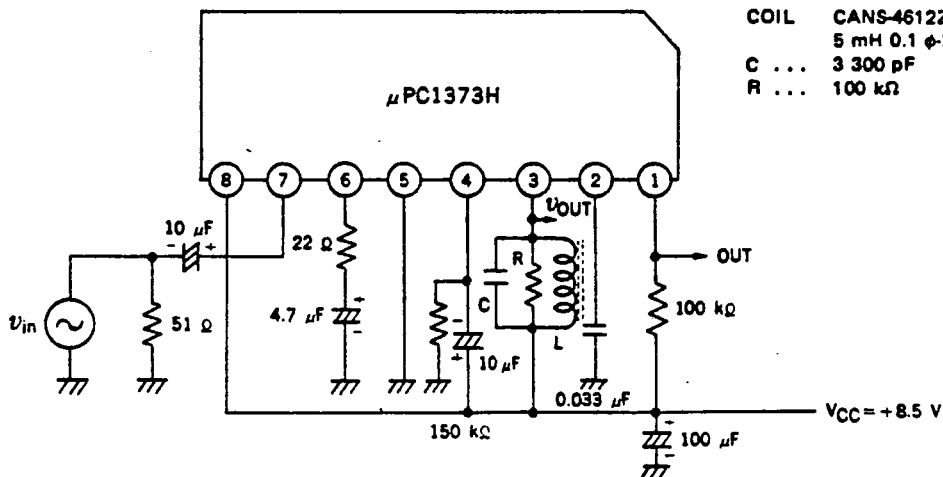 COIL CANS-46122
5 mH 0.1 φ-
C ... 3 300 pF
R ... 100 kΩ
μPC1373H
8 7 6 5 4 3 2 1
vOUT
10 μF
- +
22 Ω
R
OUT
C
100 kΩ
vin
51 Ω
4.7 μF
+
-
-
+
10 μF
L
0.033 μF
VCC = +8.5 V
150 kΩ
+
100 μF
-